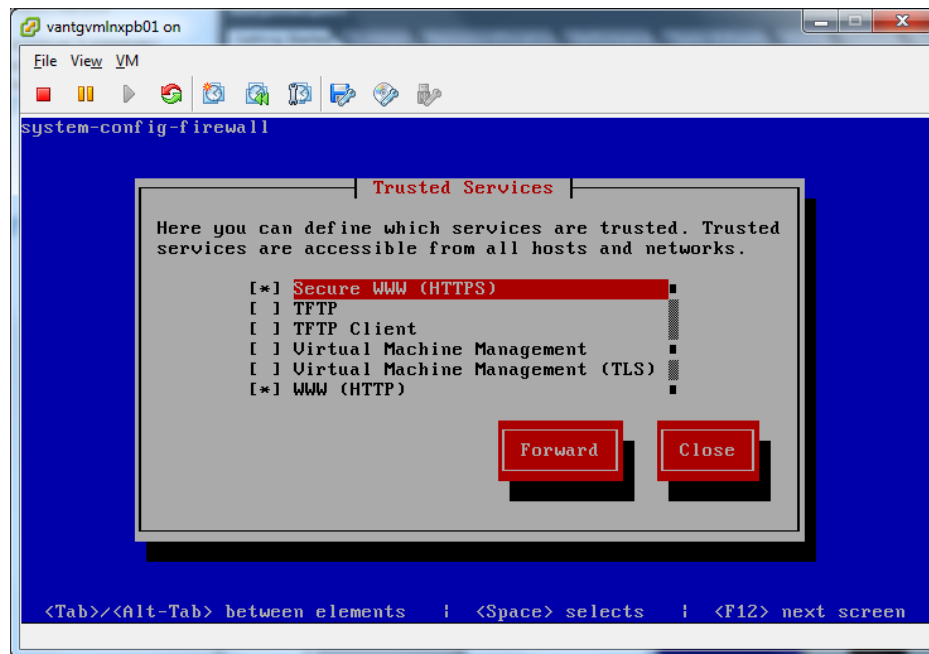 vantgvmlnxpb01 on
File View VM
system-config-firewall
Trusted Services
Here you can define which services are trusted. Trusted
services are accessible from all hosts and networks.
[*] Secure WWW (HTTPS)
[ ] TFTP
[ ] TFTP Client
[ ] Virtual Machine Management
[ ] Virtual Machine Management (TLS)
[*] WWW (HTTP)
Forward Close
<Tab>/<Alt-Tab> between elements | <Space> selects | <F12> next screen